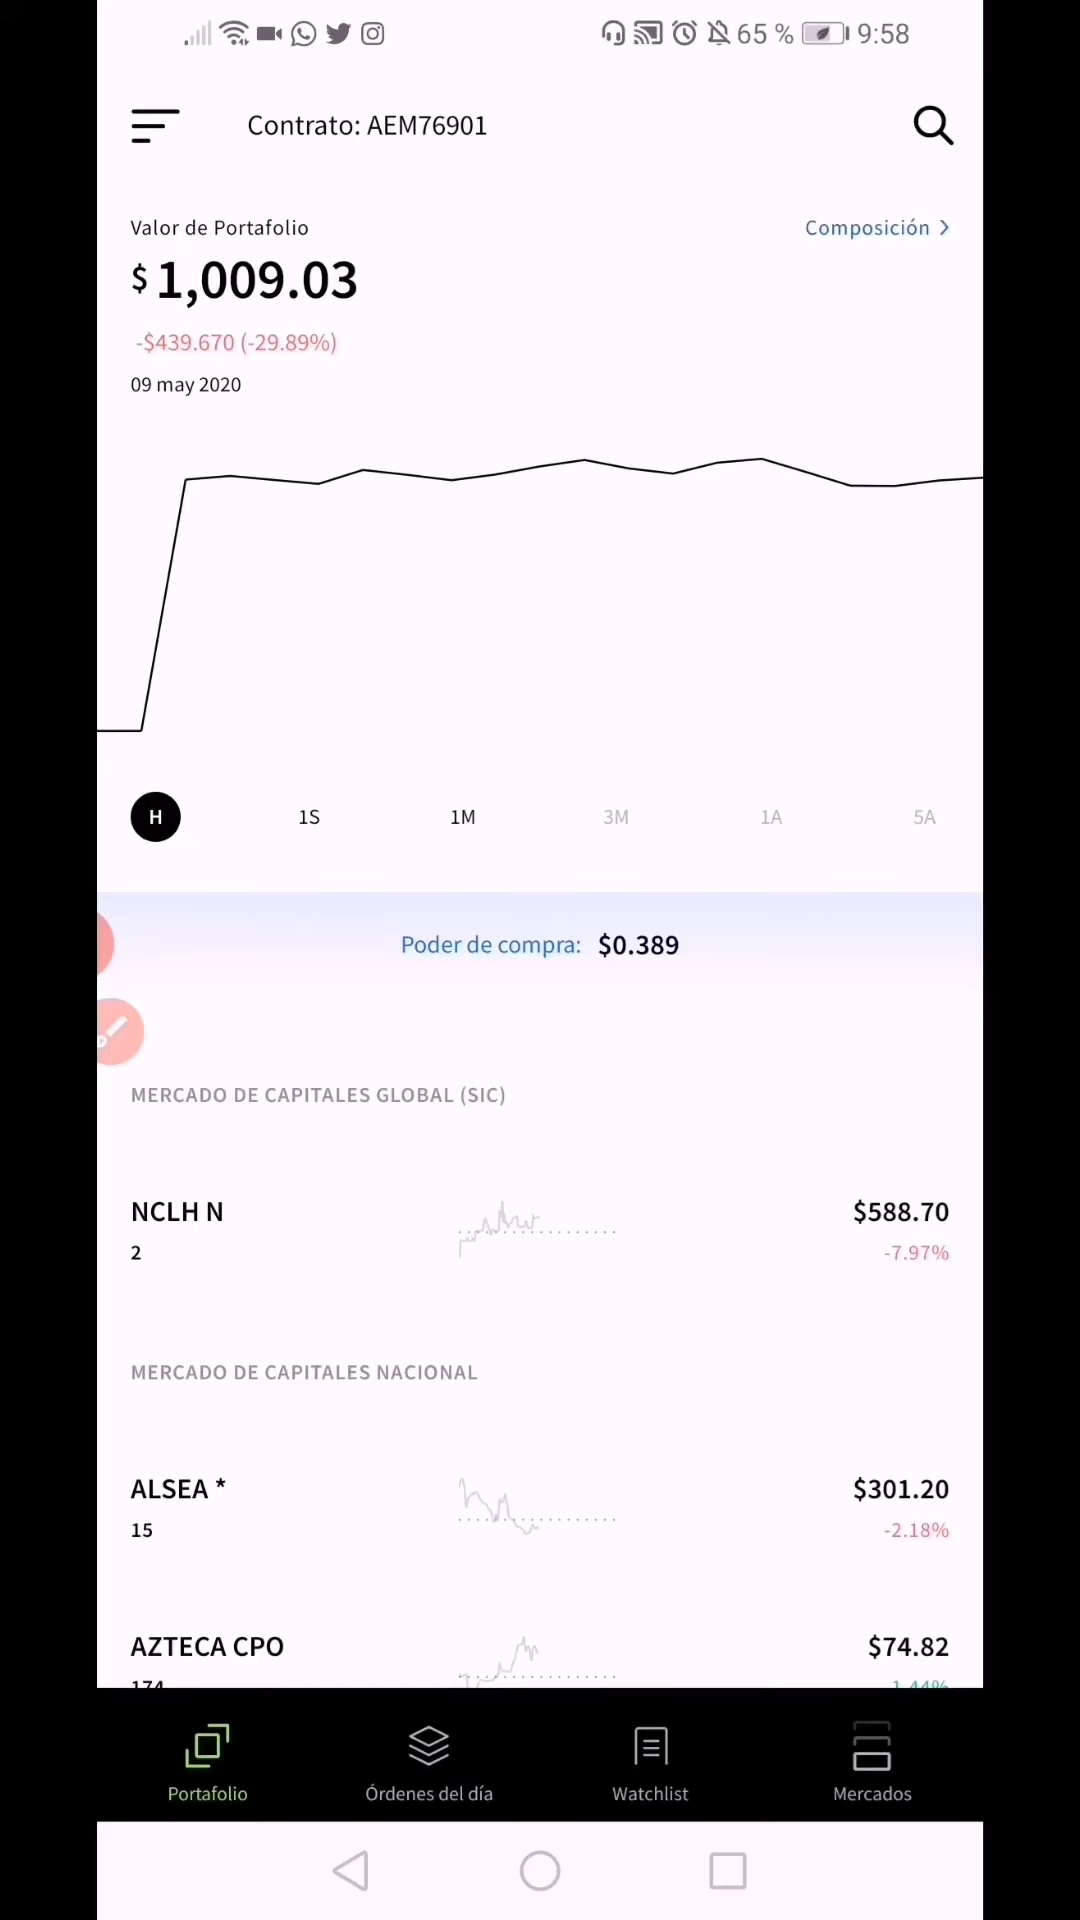 65 % 9:58
Contrato: AEM76901
Valor de Portafolio
Composición >
$ 1,009.03
-$439.670 (-29.89%)
09 may 2020
H 1S 1M 3M 1A 5A
Poder de compra: $0.389
MERCADO DE CAPITALES GLOBAL (SIC)
NCLH N $588.70
2 -7.97%
MERCADO DE CAPITALES NACIONAL
ALSEA * $301.20
15 -2.18%
AZTECA CPO $74.82
174 1.44%
Portafolio Órdenes del día Watchlist Mercados